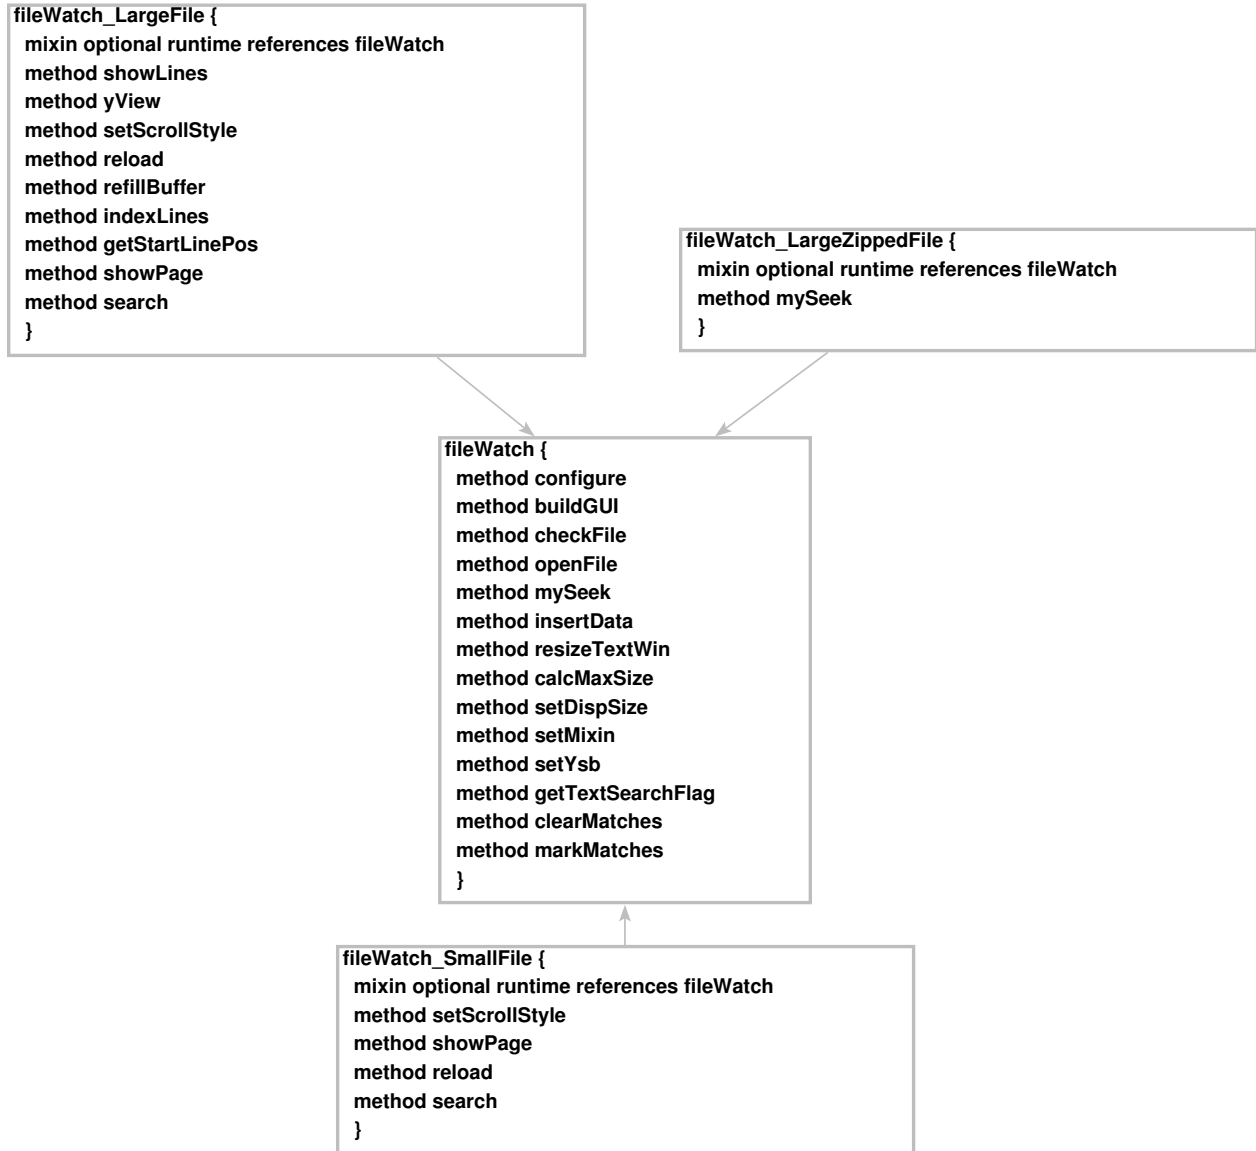 fileWatch_LargeFile {
mixin optional runtime references fileWatch
method showLines
method yView
method setScrollStyle
method reload
method refillBuffer
method indexLines
method getStartLinePos
method showPage
method search
}
fileWatch_LargeZippedFile {
mixin optional runtime references fileWatch
method mySeek
}
fileWatch {
method configure
method buildGUI
method checkFile
method openFile
method mySeek
method insertData
method resizeTextWin
method calcMaxSize
method setDispSize
method setMixin
method setYsb
method getTextSearchFlag
method clearMatches
method markMatches
}
fileWatch_SmallFile {
mixin optional runtime references fileWatch
method setScrollStyle
method showPage
method reload
method search
}